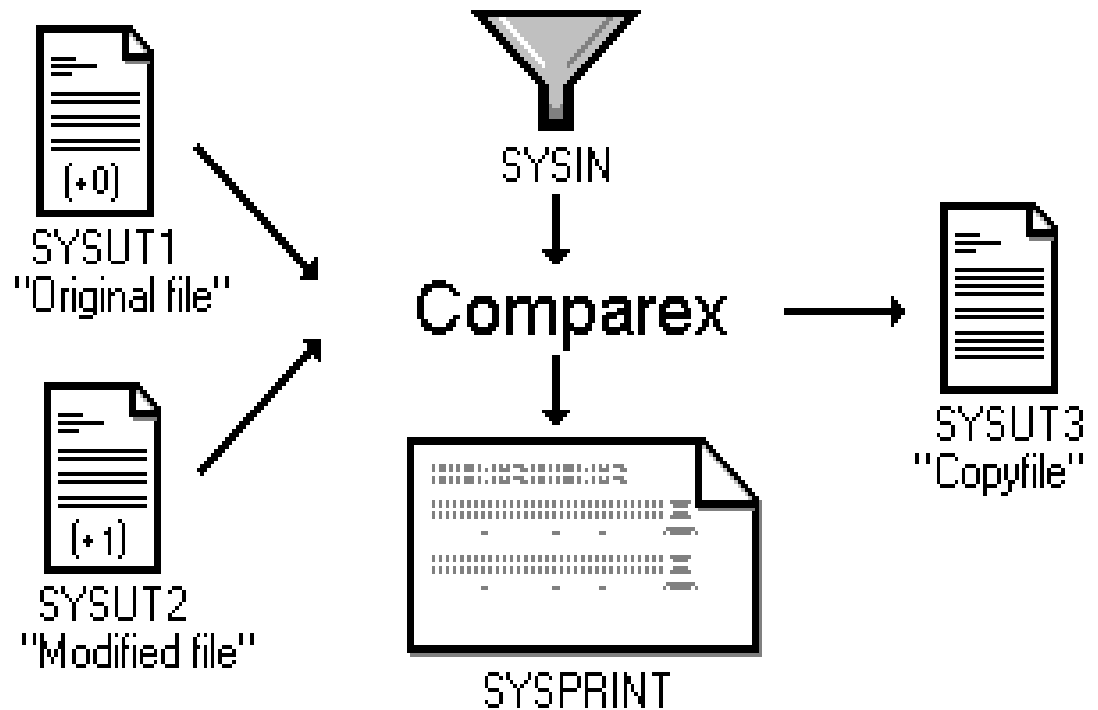 (+0)
SYSUT1
"Original file"
SYSIN
Comparex
(+1)
SYSUT2
"Modified file"
SYSPRINT
SYSUT3
"Copyfile"